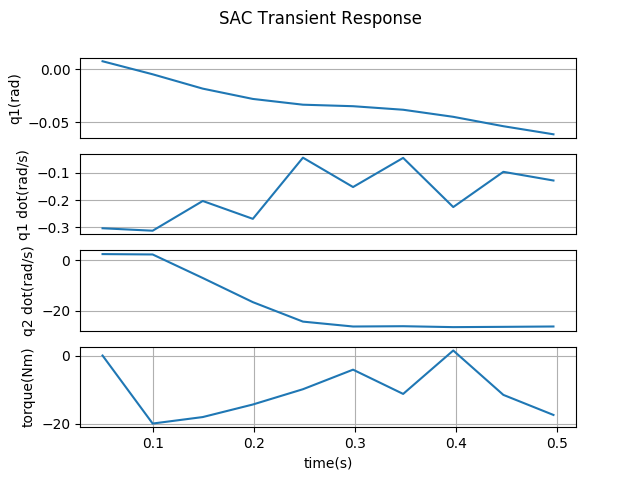 SAC Transient Response
q1(rad)
0.00
−0.05
q1 dot(rad/s)
−0.1
−0.2
−0.3
q2 dot(rad/s)
0
−20
torque(Nm)
0
−20
0.1 0.2 0.3 0.4 0.5
time(s)